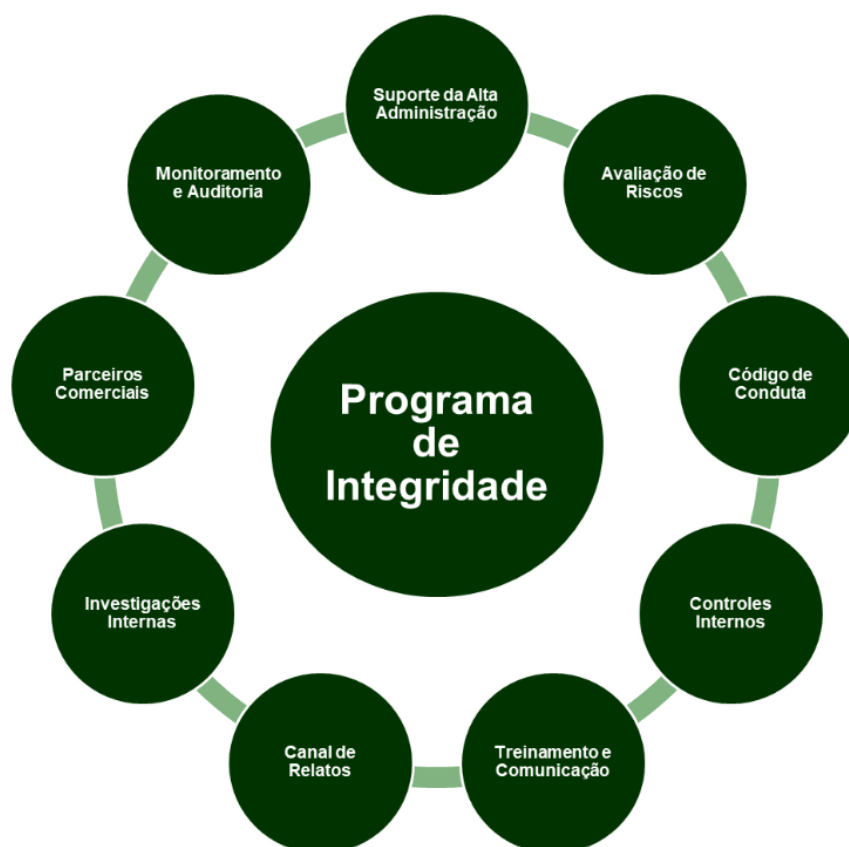 Suporte da Alta
Administração
Avaliação de
Riscos
Código de
Conduta
Controles
Internos
Treinamento e
Comunicação
Canal de
Relatos
Investigações
Internas
Parceiros
Comerciais
Monitoramento
e Auditoria
Programa
de
Integridade